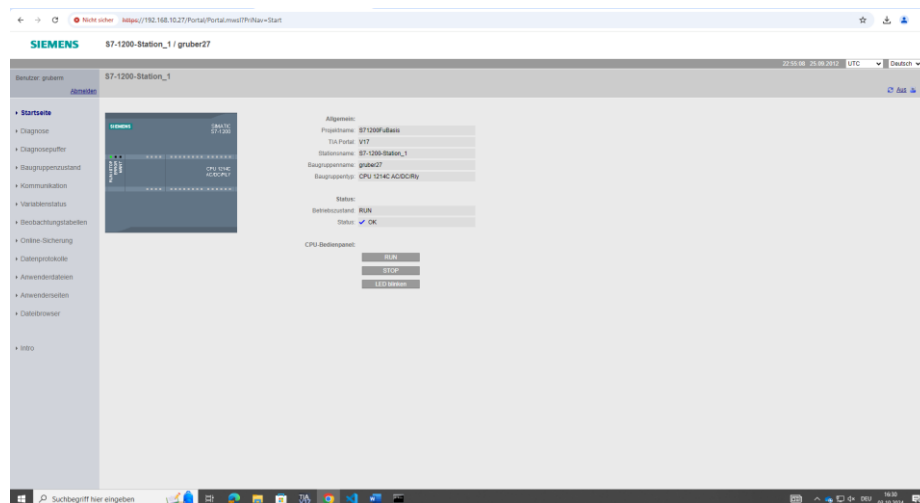 Nicht sicher https://192.168.10.27/Portal/Portal.mwsl?PriNav=Start
SIEMENS S7-1200-Station_1 / gruber27
22:55:08 25.09.2012 UTC Deutsch
Benutzer: gruberm S7-1200-Station_1
Abmelden Aus
Startseite
Diagnose
Diagnosepuffer
Baugruppenzustand
Kommunikation
Variablenstatus
Beobachtungstabellen
Online-Sicherung
Datenprotokolle
Anwenderdateien
Anwenderseiten
Dateibrowser
Intro
SIEMENS SIMATIC
S7-1200
CPU 1214C
AC/DC/RLY
RUN/STOP
ERROR
MAINT
Allgemein:
Projektname: S71200FuBasis
TIA Portal: V17
Stationsname: S7-1200-Station_1
Baugruppenname: gruber27
Baugruppentyp: CPU 1214C AC/DC/Rly
Status:
Betriebszustand: RUN
Status: OK
CPU-Bedienpanel:
RUN
STOP
LED blinken
Suchbegriff hier eingeben DEU 16:30